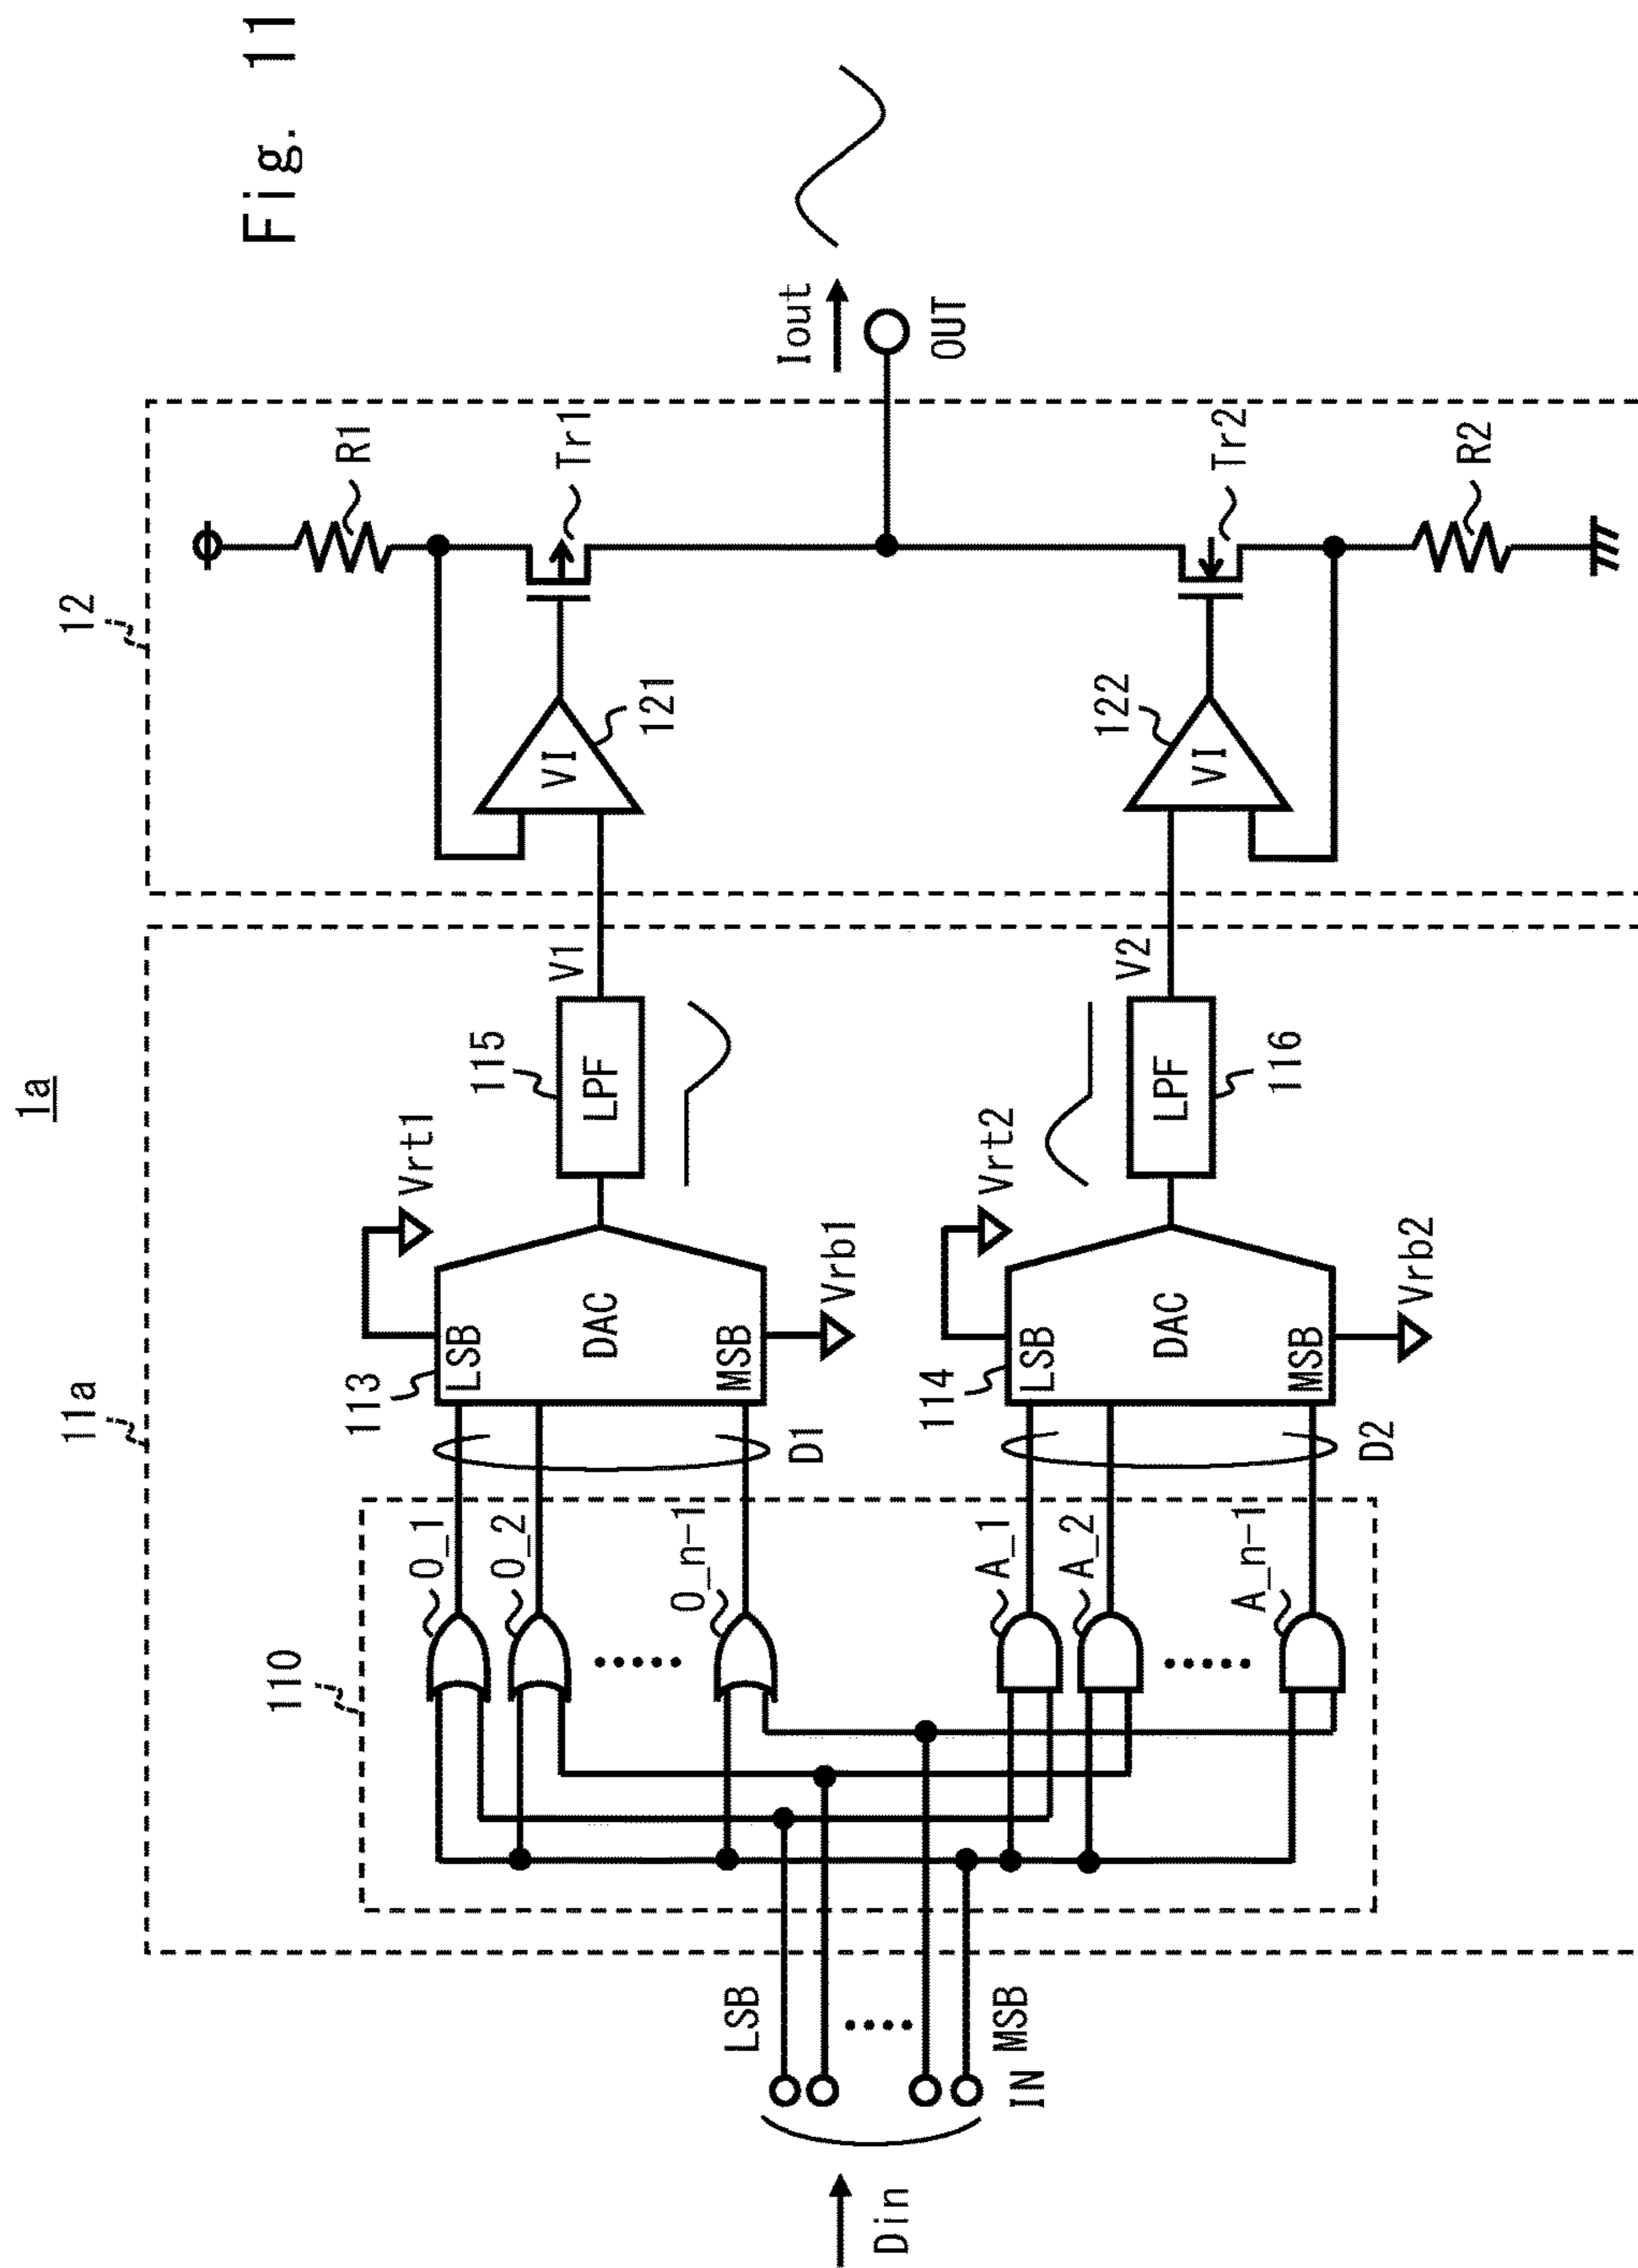 Fig. 11
1a
11a
12
110
O_1
O_2
O_n-1
A_1
A_2
A_n-1
113
LSB
DAC
MSB
Vrt1
Vrb1
D1
114
LSB
DAC
MSB
Vrt2
Vrb2
D2
115
LPF
V1
116
LPF
V2
VI
121
VI
122
R1
Tr1
Tr2
R2
Iout
OUT
LSB
MSB
IN
Din